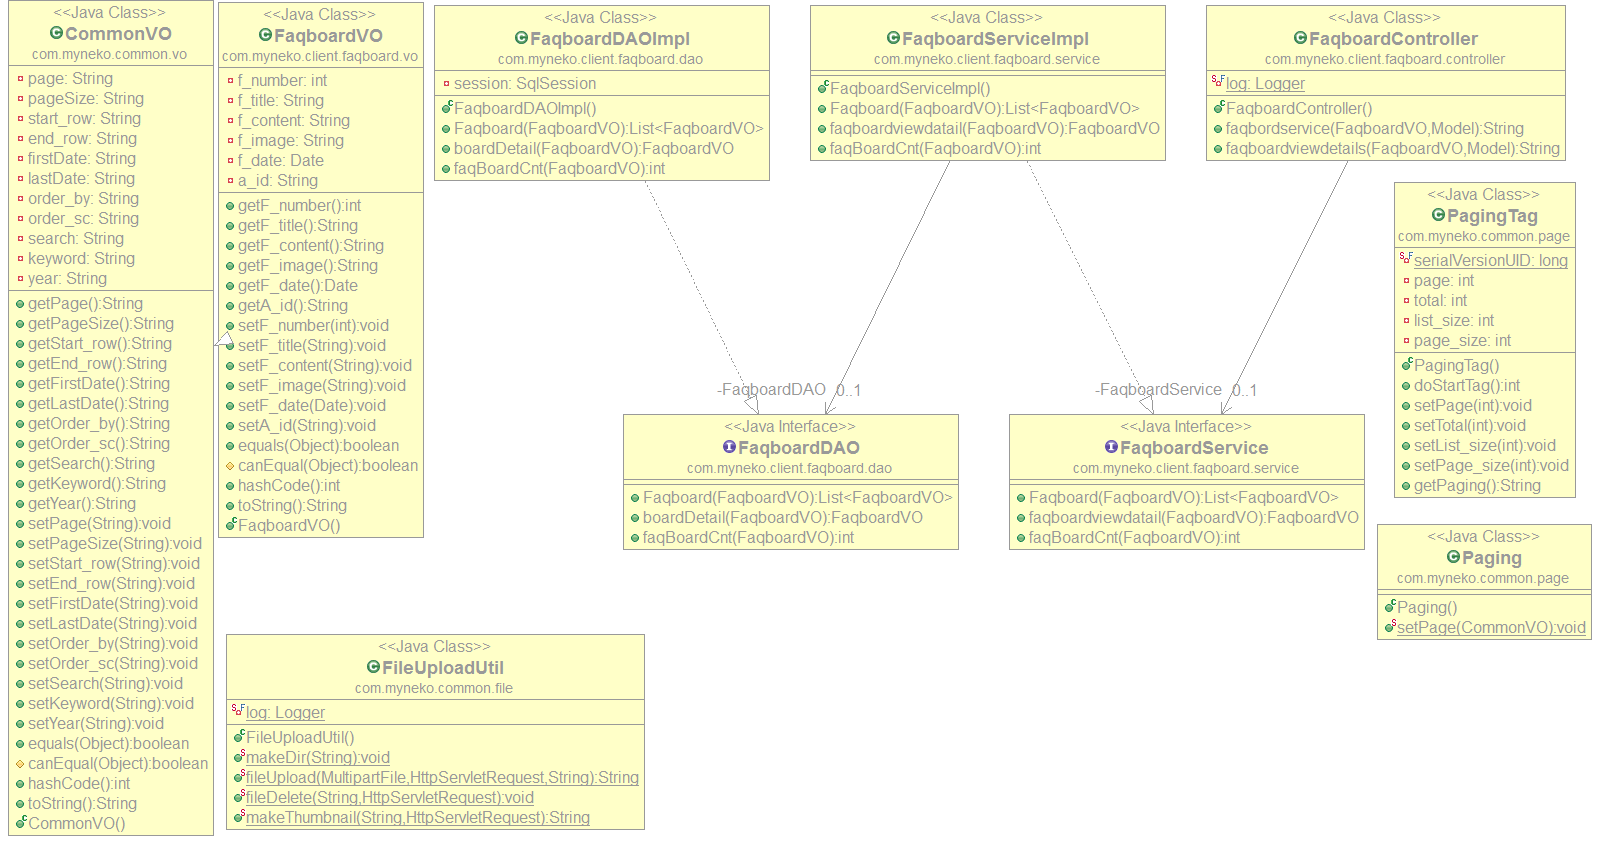 <<Java Class>>
CommonVO
com.myneko.common.vo
page: String
pageSize: String
start_row: String
end_row: String
firstDate: String
lastDate: String
order_by: String
order_sc: String
search: String
keyword: String
year: String
getPage():String
getPageSize():String
getStart_row():String
getEnd_row():String
getFirstDate():String
getLastDate():String
getOrder_by():String
getOrder_sc():String
getSearch():String
getKeyword():String
getYear():String
setPage(String):void
setPageSize(String):void
setStart_row(String):void
setEnd_row(String):void
setFirstDate(String):void
setLastDate(String):void
setOrder_by(String):void
setOrder_sc(String):void
setSearch(String):void
setKeyword(String):void
setYear(String):void
equals(Object):boolean
canEqual(Object):boolean
hashCode():int
toString():String
CommonVO()
<<Java Class>>
FaqboardVO
com.myneko.client.faqboard.vo
f_number: int
f_title: String
f_content: String
f_image: String
f_date: Date
a_id: String
getF_number():int
getF_title():String
getF_content():String
getF_image():String
getF_date():Date
getA_id():String
setF_number(int):void
setF_title(String):void
setF_content(String):void
setF_image(String):void
setF_date(Date):void
setA_id(String):void
equals(Object):boolean
canEqual(Object):boolean
hashCode():int
toString():String
FaqboardVO()
<<Java Class>>
FaqboardDAOImpl
com.myneko.client.faqboard.dao
session: SqlSession
FaqboardDAOImpl()
Faqboard(FaqboardVO):List<FaqboardVO>
boardDetail(FaqboardVO):FaqboardVO
faqBoardCnt(FaqboardVO):int
<<Java Class>>
FaqboardServiceImpl
com.myneko.client.faqboard.service
FaqboardServiceImpl()
Faqboard(FaqboardVO):List<FaqboardVO>
faqboardviewdatail(FaqboardVO):FaqboardVO
faqBoardCnt(FaqboardVO):int
<<Java Class>>
FaqboardController
com.myneko.client.faqboard.controller
log: Logger
FaqboardController()
faqbordservice(FaqboardVO,Model):String
faqboardviewdetails(FaqboardVO,Model):String
<<Java Class>>
PagingTag
com.myneko.common.page
serialVersionUID: long
page: int
total: int
list_size: int
page_size: int
PagingTag()
doStartTag():int
setPage(int):void
setTotal(int):void
setList_size(int):void
setPage_size(int):void
getPaging():String
-FaqboardDAO 0..1
-FaqboardService 0..1
<<Java Interface>>
FaqboardDAO
com.myneko.client.faqboard.dao
Faqboard(FaqboardVO):List<FaqboardVO>
boardDetail(FaqboardVO):FaqboardVO
faqBoardCnt(FaqboardVO):int
<<Java Interface>>
FaqboardService
com.myneko.client.faqboard.service
Faqboard(FaqboardVO):List<FaqboardVO>
faqboardviewdatail(FaqboardVO):FaqboardVO
faqBoardCnt(FaqboardVO):int
<<Java Class>>
Paging
com.myneko.common.page
Paging()
setPage(CommonVO):void
<<Java Class>>
FileUploadUtil
com.myneko.common.file
log: Logger
FileUploadUtil()
makeDir(String):void
fileUpload(MultipartFile,HttpServletRequest,String):String
fileDelete(String,HttpServletRequest):void
makeThumbnail(String,HttpServletRequest):String